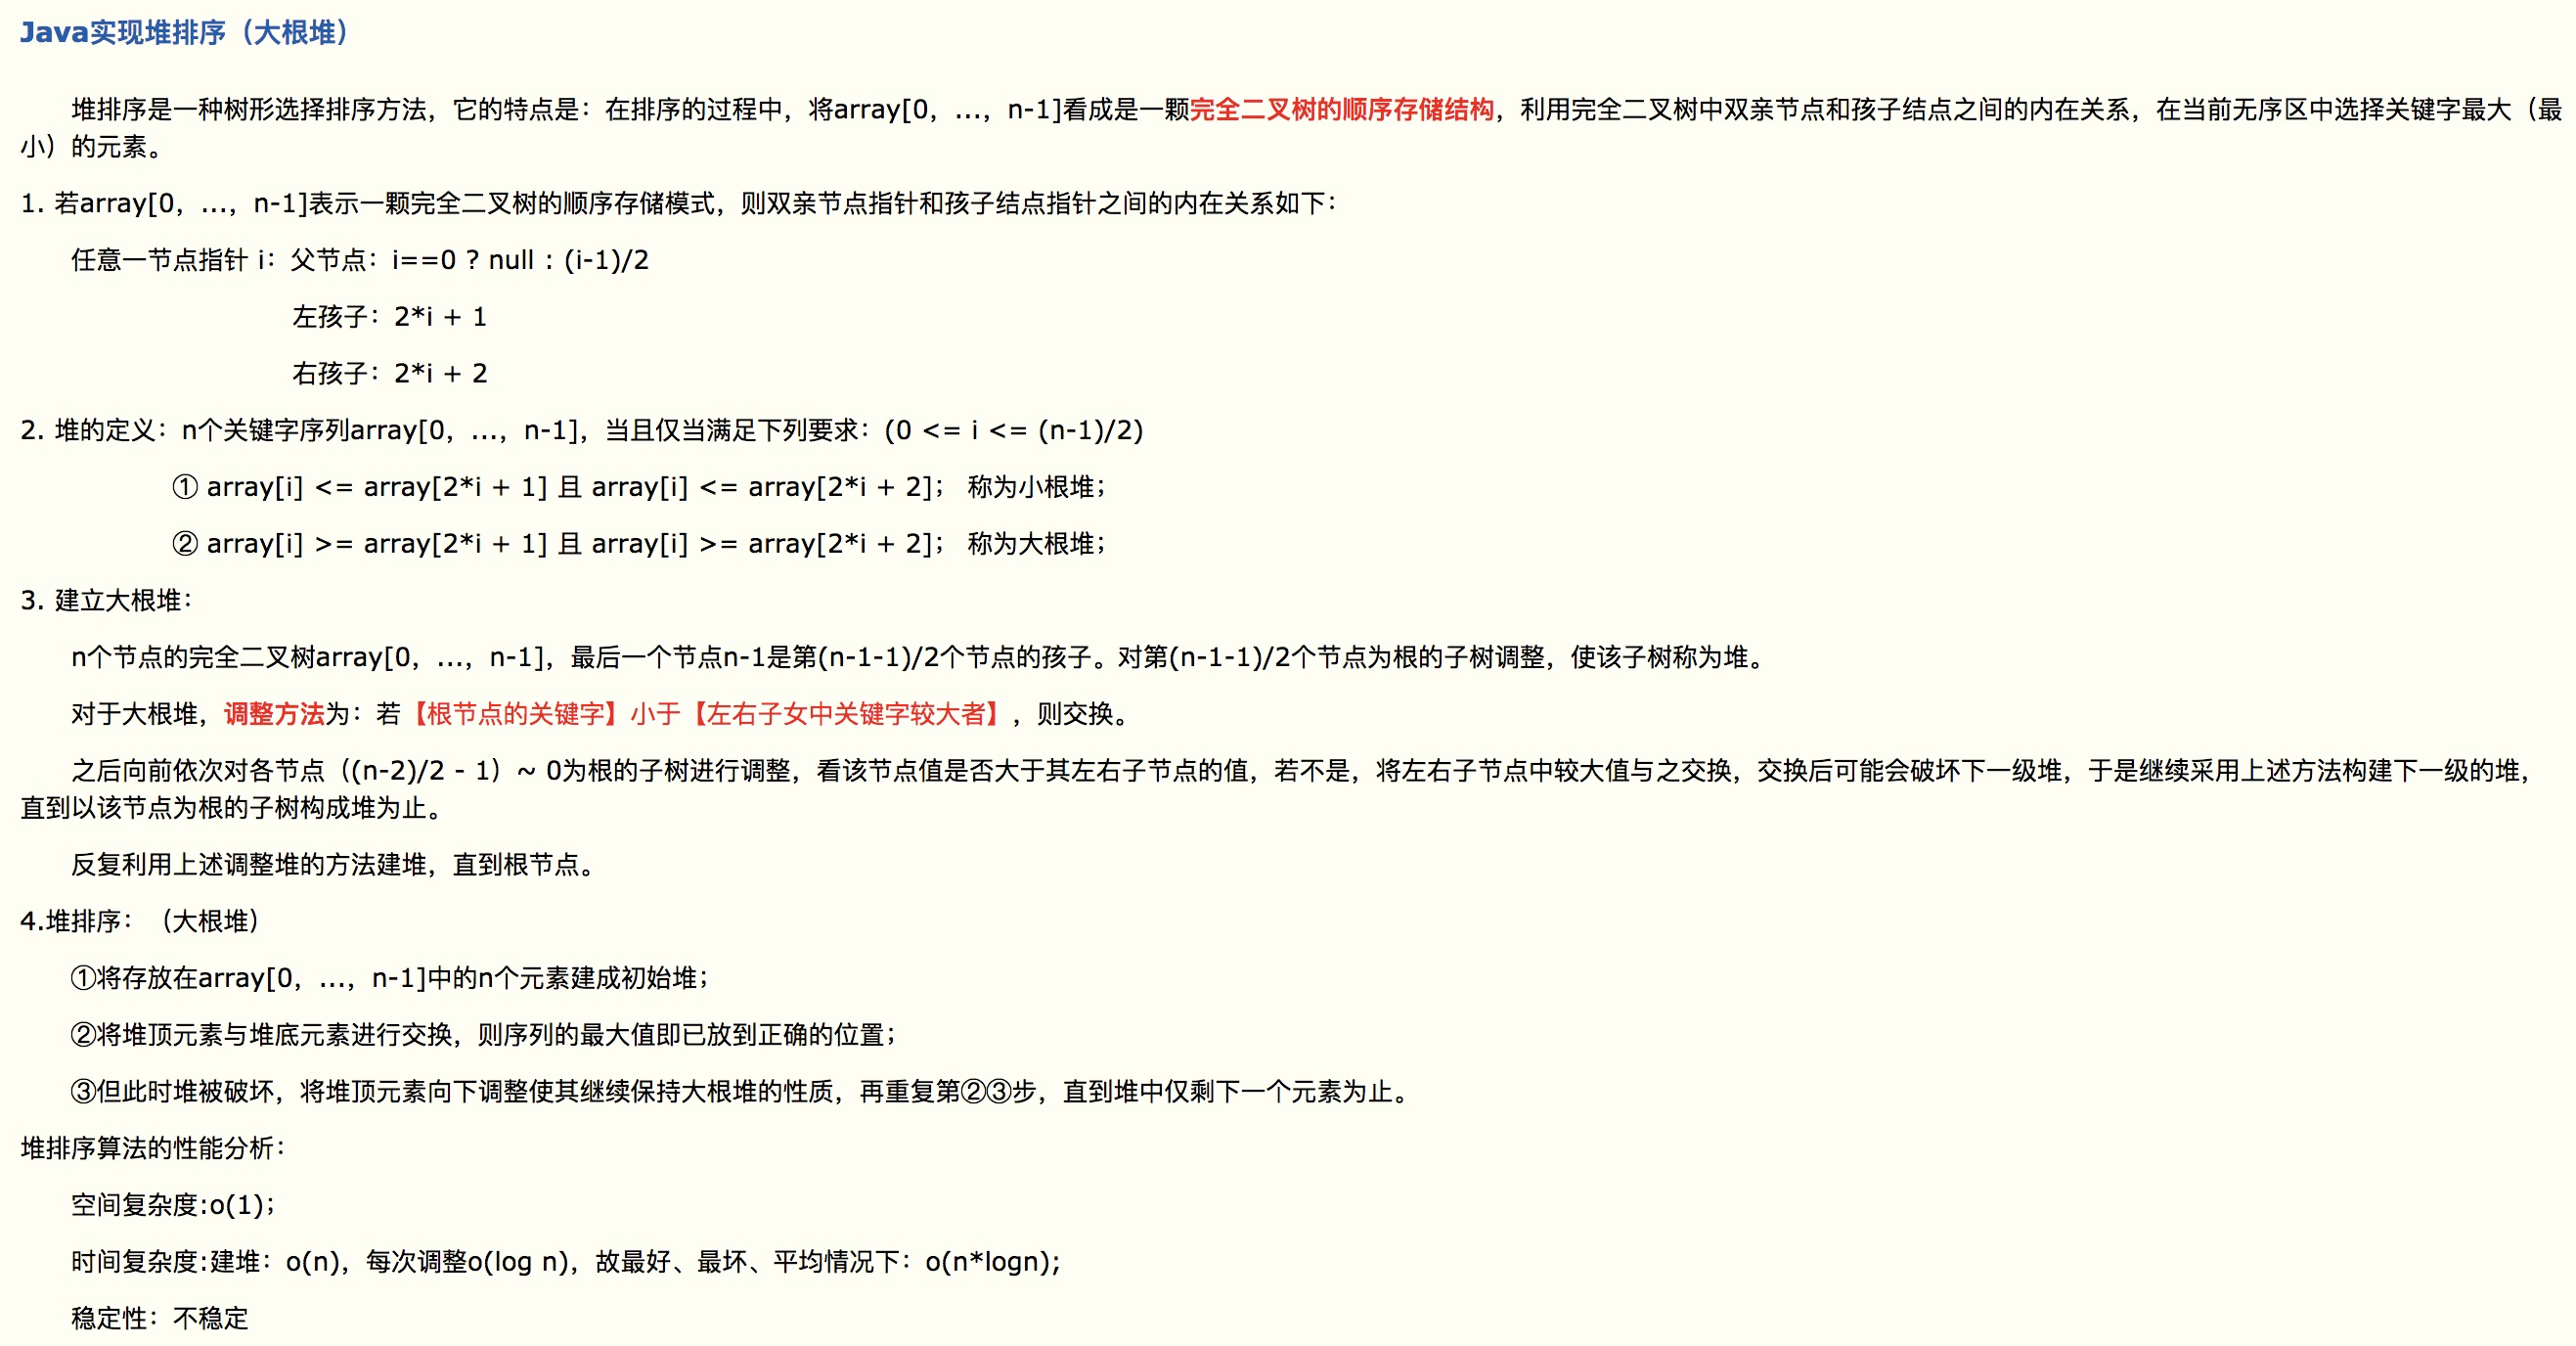 Java实现堆排序（大根堆）
堆排序是一种树形选择排序方法，它的特点是：在排序的过程中，将array[0，...，n-1]看成是一颗完全二叉树的顺序存储结构，利用完全二叉树中双亲节点和孩子结点之间的内在关系，在当前无序区中选择关键字最大（最
小）的元素。
1. 若array[0，...，n-1]表示一颗完全二叉树的顺序存储模式，则双亲节点指针和孩子结点指针之间的内在关系如下：
任意一节点指针 i：父节点：i==0 ? null : (i-1)/2
左孩子：2*i + 1
右孩子：2*i + 2
2. 堆的定义：n个关键字序列array[0，...，n-1]，当且仅当满足下列要求：(0 <= i <= (n-1)/2)
① array[i] <= array[2*i + 1] 且 array[i] <= array[2*i + 2]； 称为小根堆；
② array[i] >= array[2*i + 1] 且 array[i] >= array[2*i + 2]； 称为大根堆；
3. 建立大根堆：
n个节点的完全二叉树array[0，...，n-1]，最后一个节点n-1是第(n-1-1)/2个节点的孩子。对第(n-1-1)/2个节点为根的子树调整，使该子树称为堆。
对于大根堆，调整方法为：若【根节点的关键字】小于【左右子女中关键字较大者】，则交换。
之后向前依次对各节点（(n-2)/2 - 1）~ 0为根的子树进行调整，看该节点值是否大于其左右子节点的值，若不是，将左右子节点中较大值与之交换，交换后可能会破坏下一级堆，于是继续采用上述方法构建下一级的堆，
直到以该节点为根的子树构成堆为止。
反复利用上述调整堆的方法建堆，直到根节点。
4.堆排序：（大根堆）
①将存放在array[0，...，n-1]中的n个元素建成初始堆；
②将堆顶元素与堆底元素进行交换，则序列的最大值即已放到正确的位置；
③但此时堆被破坏，将堆顶元素向下调整使其继续保持大根堆的性质，再重复第②③步，直到堆中仅剩下一个元素为止。
堆排序算法的性能分析：
空间复杂度:o(1)；
时间复杂度:建堆：o(n)，每次调整o(log n)，故最好、最坏、平均情况下：o(n*logn);
稳定性：不稳定